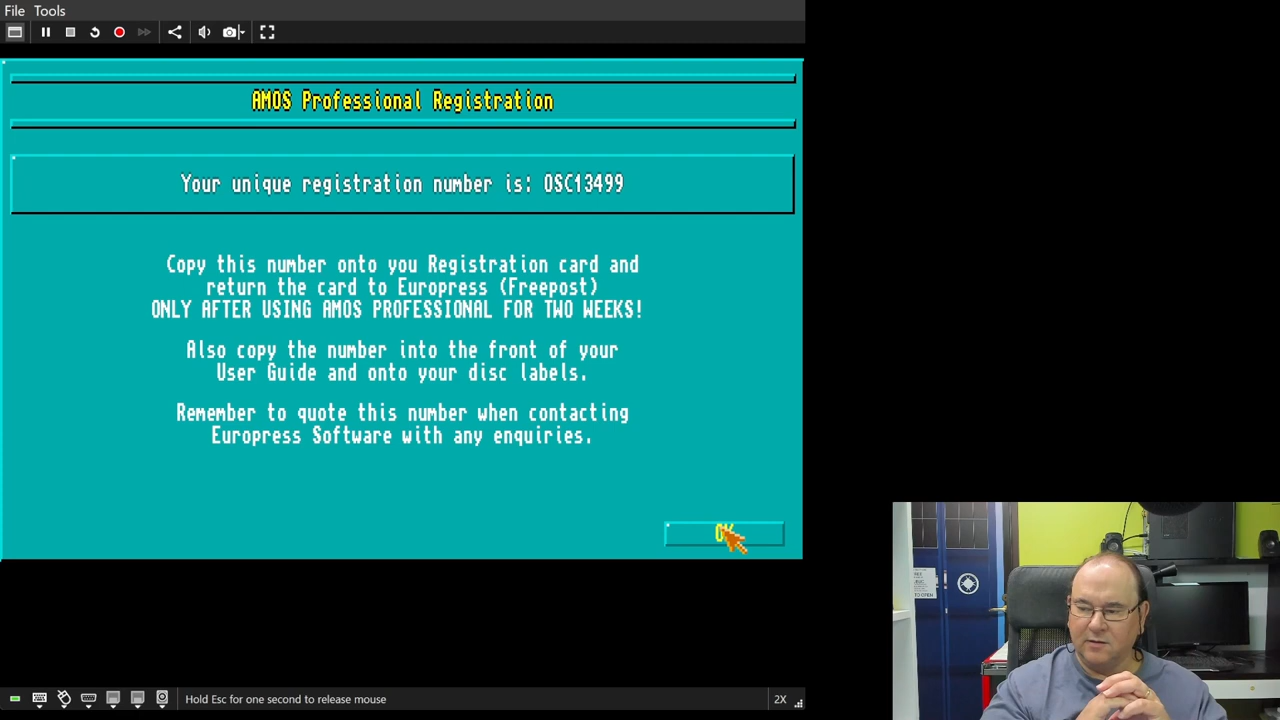 File Tools
AMOS Professional Registration
Your unique registration number is: OSC13499
Copy this number onto you Registration card and
return the card to Europress (Freepost)
ONLY AFTER USING AMOS PROFESSIONAL FOR TWO WEEKS!
Also copy the number into the front of your
User Guide and onto your disc labels.
Remember to quote this number when contacting
Europress Software with any enquiries.
OK
Hold Esc for one second to release mouse
2X